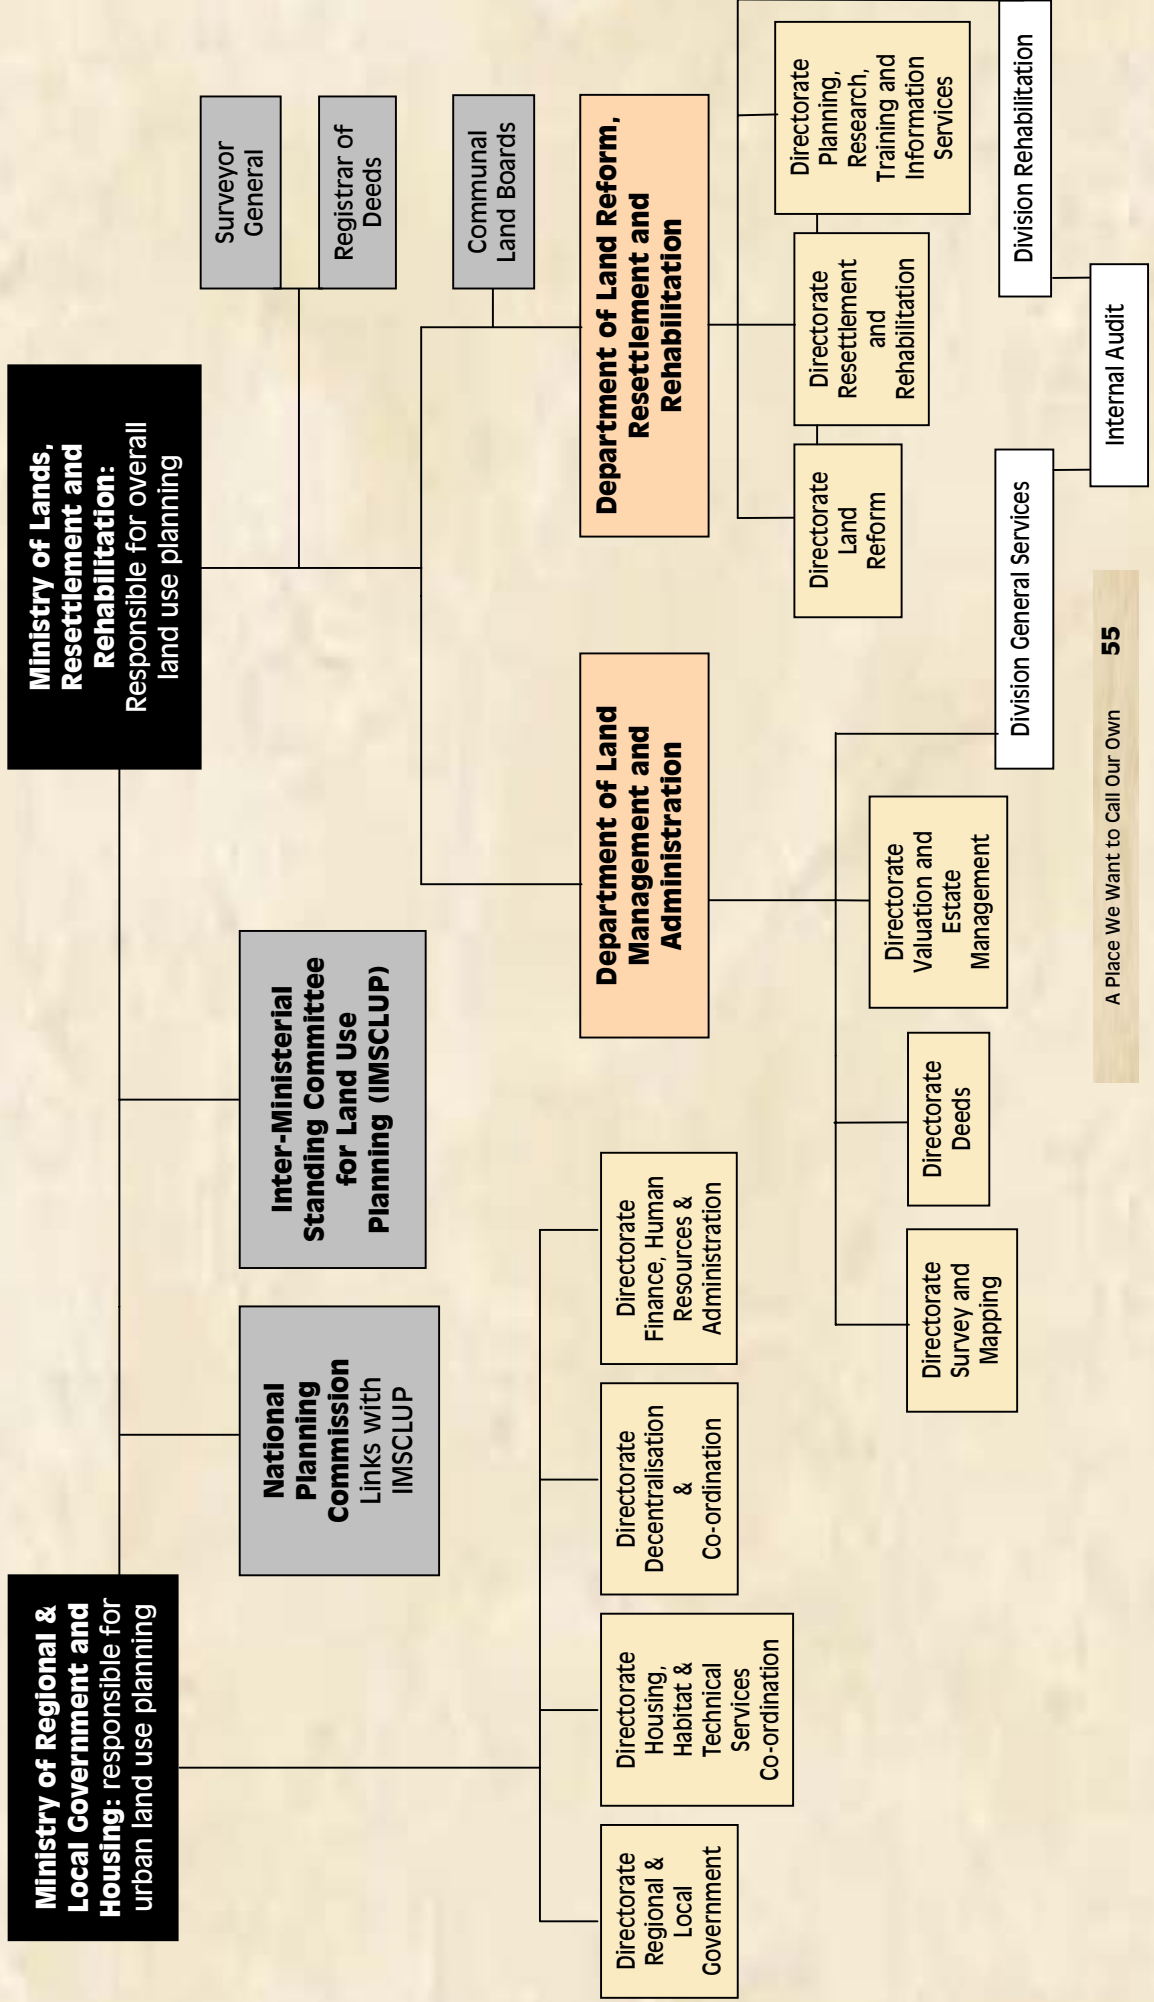 Ministry of Regional &
Local Government and
Housing: responsible for
urban land use planning
National
Planning
Commission
Links with
IMSCLUP
Inter-Ministerial
Standing Committee
for Land Use
Planning (IMSCLUP)
Ministry of Lands,
Resettlement and
Rehabilitation:
Responsible for overall
land use planning
Surveyor
General
Registrar of
Deeds
Communal
Land Boards
Directorate
Regional &
Local
Government
Directorate
Housing,
Habitat &
Technical
Services
Co-ordination
Directorate
Decentralisation
&
Co-ordination
Directorate
Finance, Human
Resources &
Administration
Department of Land
Management and
Administration
Department of Land Reform,
Resettlement and
Rehabilitation
Directorate
Survey and
Mapping
Directorate
Deeds
Directorate
Valuation and
Estate
Management
Directorate
Land
Reform
Directorate
Resettlement
and
Rehabilitation
Directorate
Planning,
Research,
Training and
Information
Services
Division General Services
Division Rehabilitation
Internal Audit
A Place We Want to Call Our Own 55